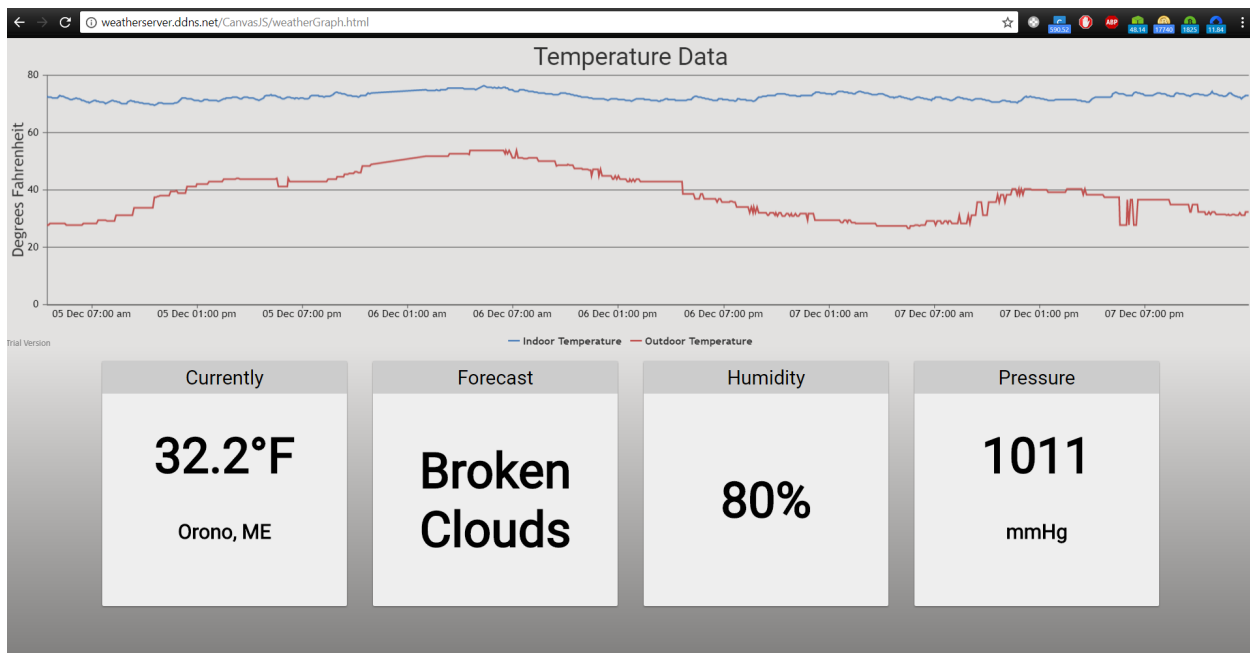 weatherserver.ddns.net/CanvasJS/weatherGraph.html
590.52
ABP
48.14
17740
1825
11.84
Temperature Data
Degrees Fahrenheit
80
60
40
20
0
05 Dec 07:00 am 05 Dec 01:00 pm 05 Dec 07:00 pm 06 Dec 01:00 am 06 Dec 07:00 am 06 Dec 01:00 pm 06 Dec 07:00 pm 07 Dec 01:00 am 07 Dec 07:00 am 07 Dec 01:00 pm 07 Dec 07:00 pm
Trial Version
Indoor Temperature Outdoor Temperature
Currently
32.2°F
Orono, ME
Forecast
Broken
Clouds
Humidity
80%
Pressure
1011
mmHg